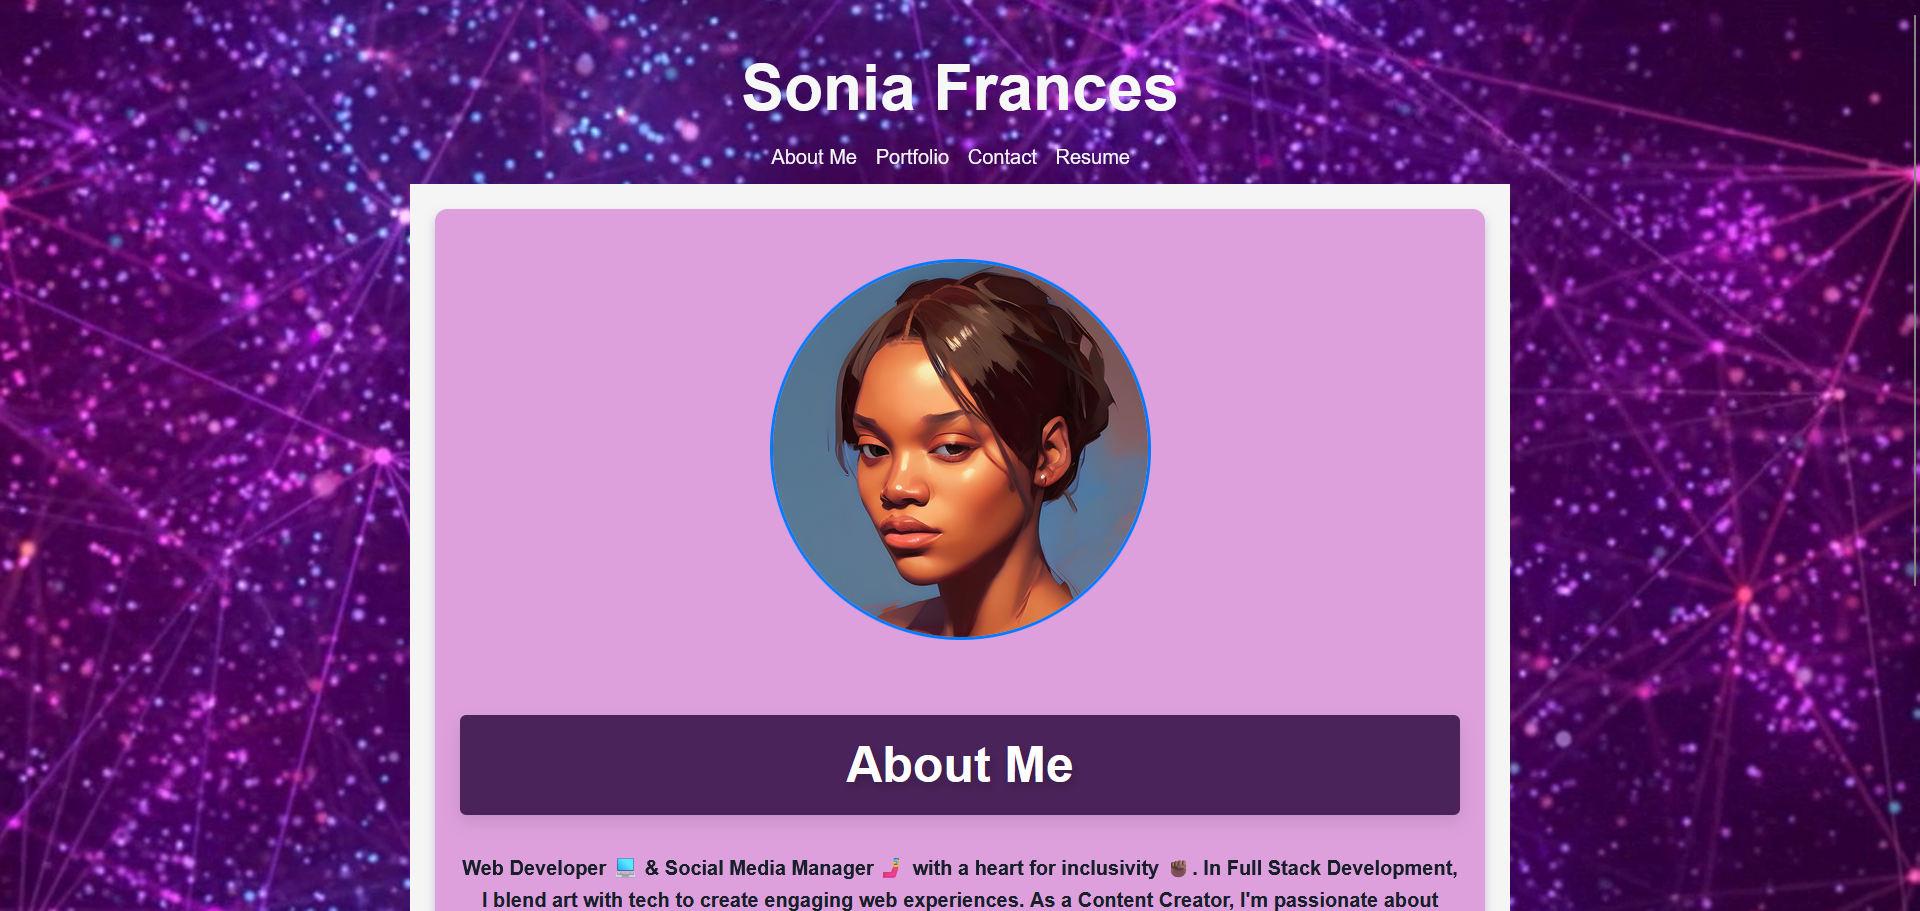 Sonia Frances
About Me Portfolio Contact Resume
About Me
Web Developer 💻 & Social Media Manager 🤳 with a heart for inclusivity ✊🏾. In Full Stack Development,
I blend art with tech to create engaging web experiences. As a Content Creator, I'm passionate about